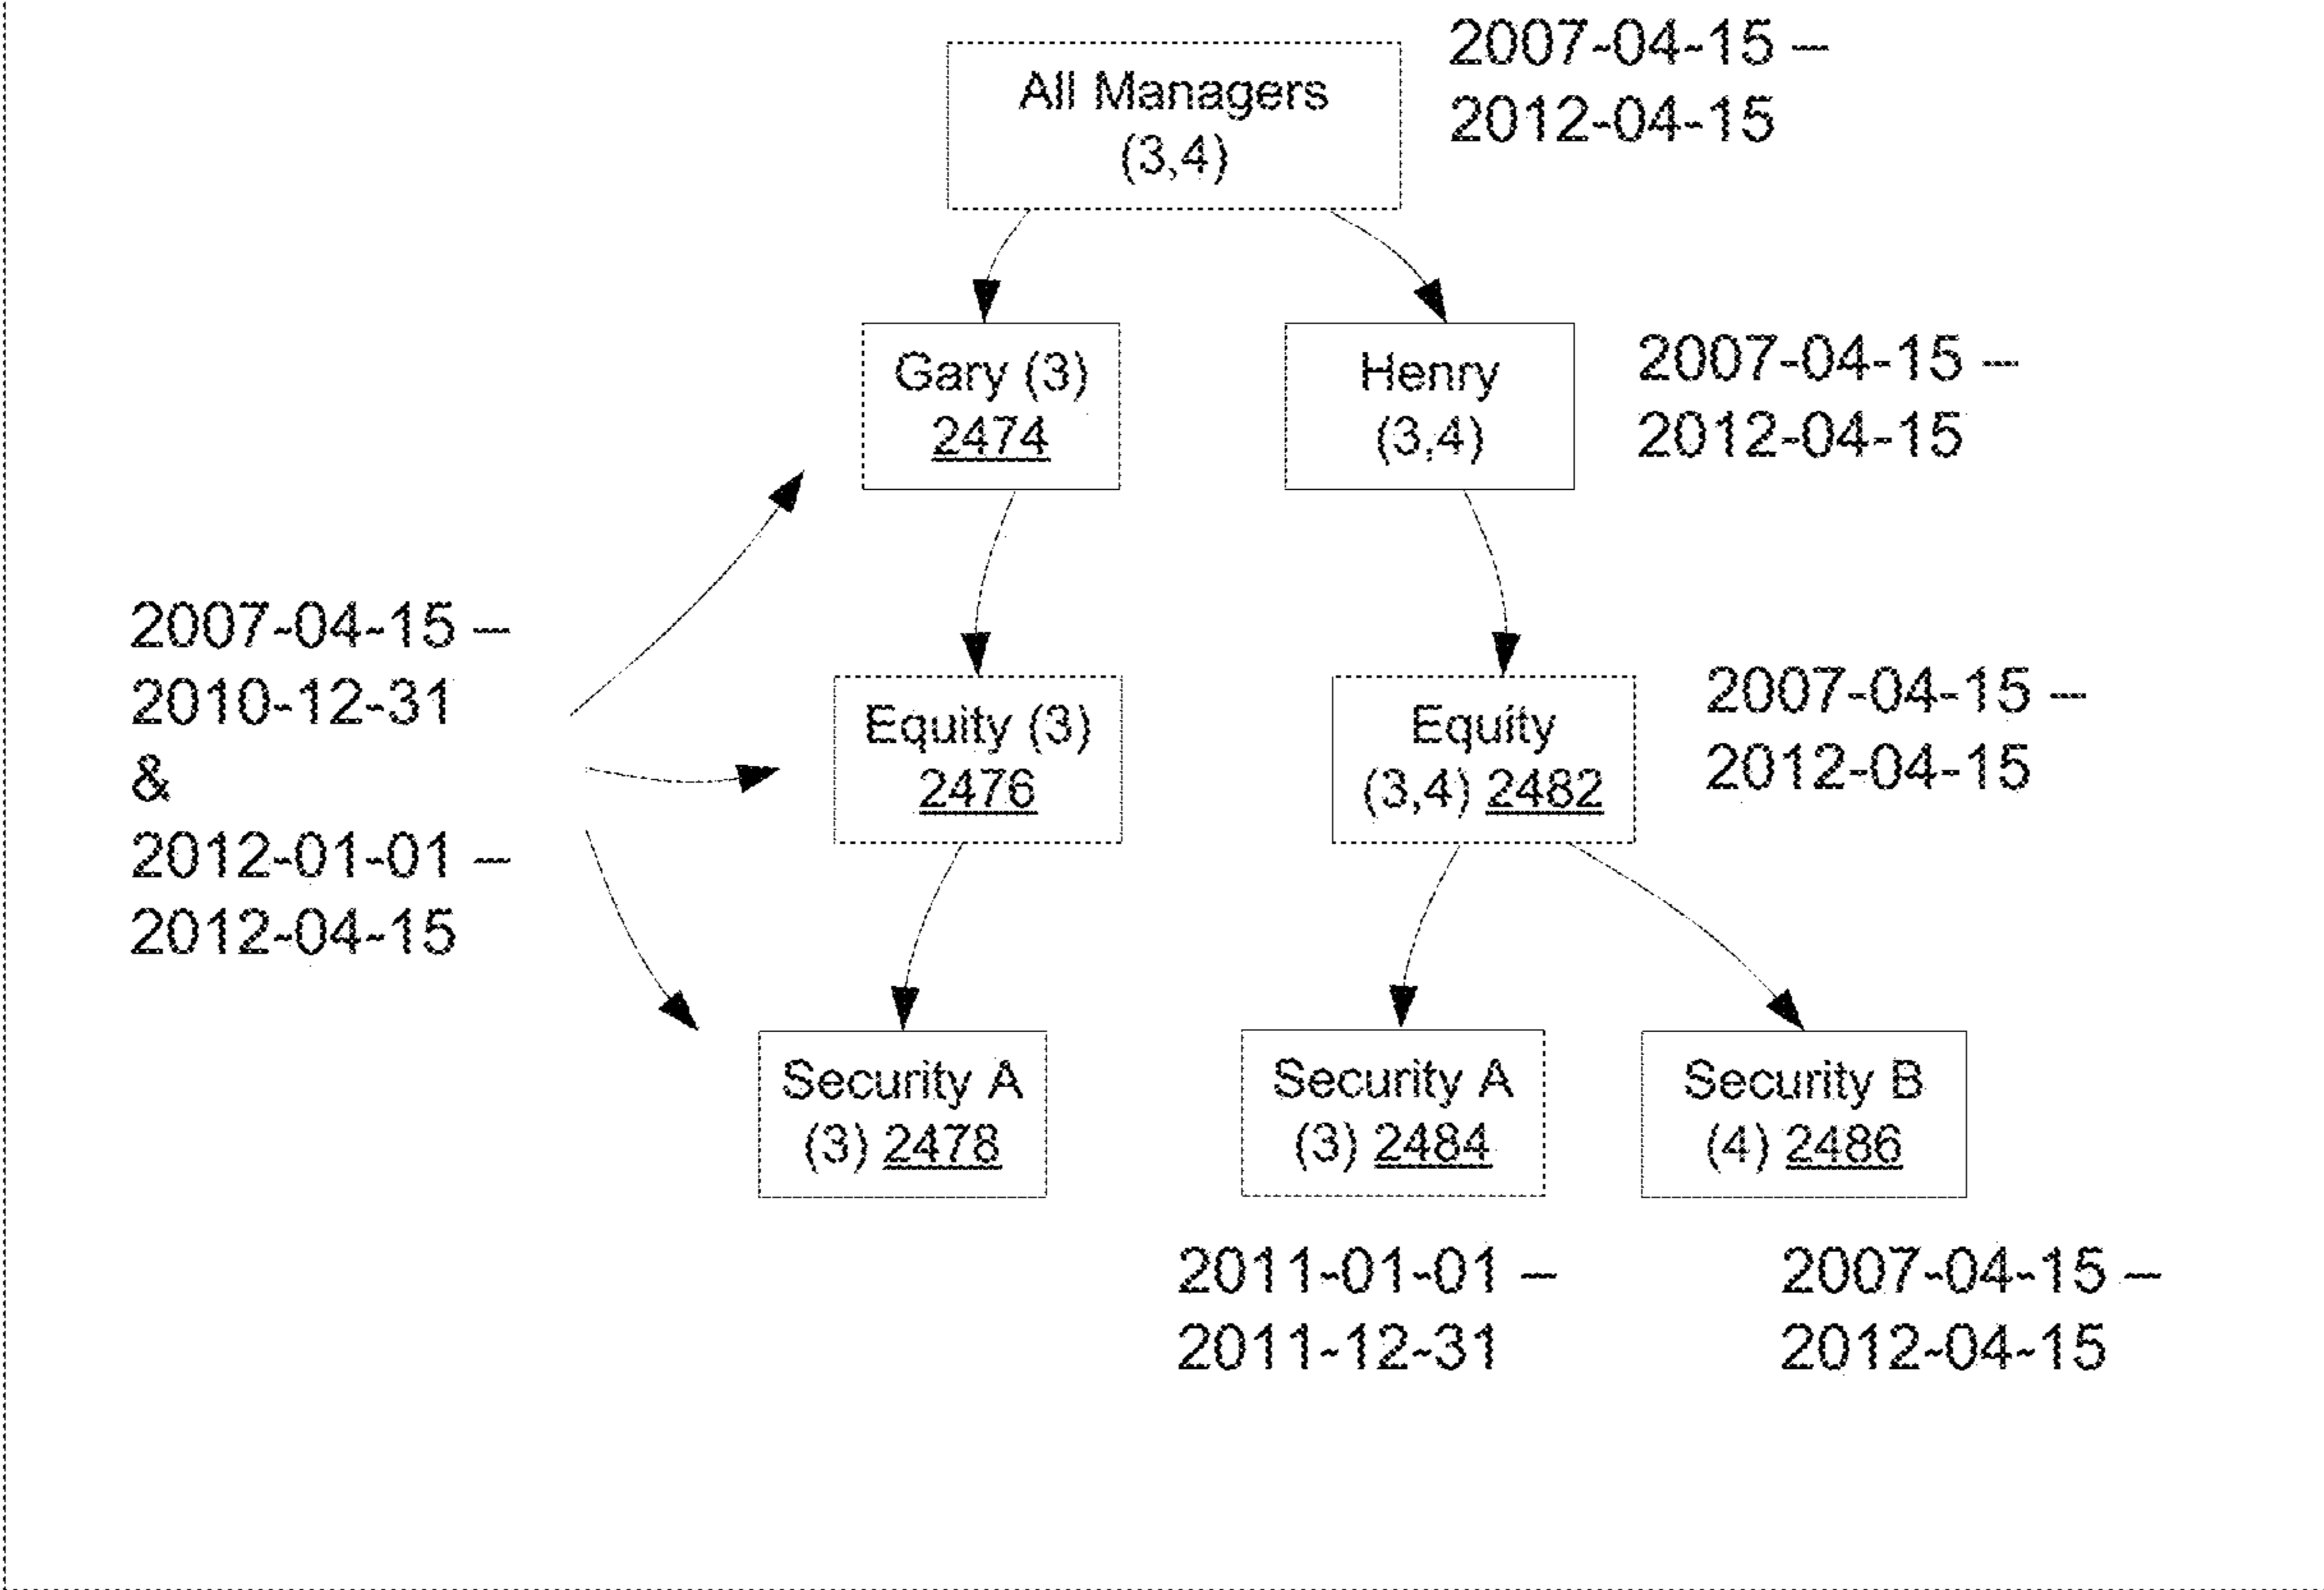 2007-04-15 –
2012-04-15
All Managers
(3,4)
Gary (3)
2474
Henry
(3,4)
2007-04-15 –
2012-04-15
2007-04-15 –
2010-12-31
&
2012-01-01 –
2012-04-15
Equity (3)
2476
Equity
(3,4) 2482
2007-04-15 –
2012-04-15
Security A
(3) 2478
Security A
(3) 2484
Security B
(4) 2486
2011-01-01 –
2011-12-31
2007-04-15 –
2012-04-15